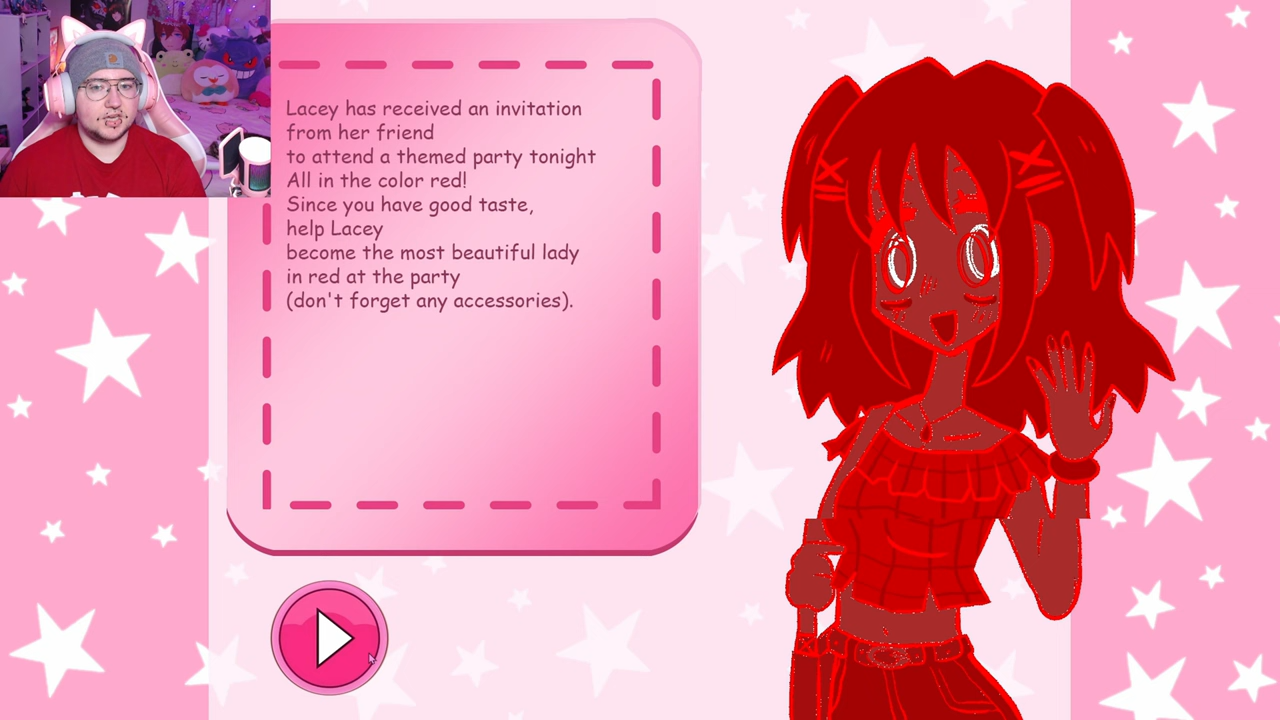 Lacey has received an invitation
from her friend
to attend a themed party tonight
All in the color red!
Since you have good taste,
help Lacey
become the most beautiful lady
in red at the party
(don't forget any accessories).